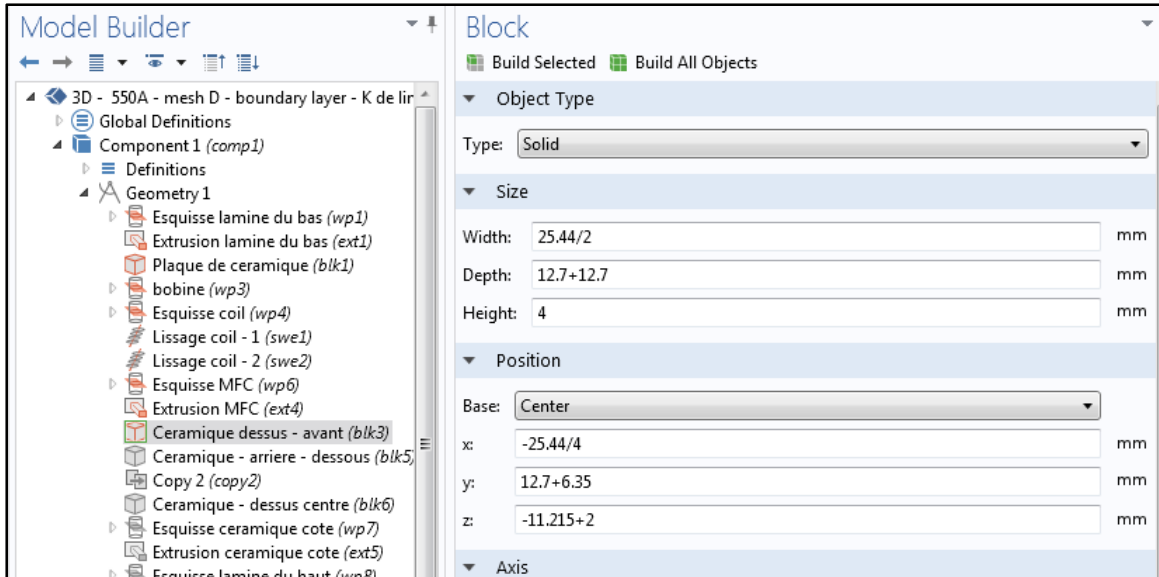 Model Builder
3D - 550A - mesh D - boundary layer - K de lir
Global Definitions
Component 1 (comp1)
Definitions
Geometry 1
Esquisse lamine du bas (wp1)
Extrusion lamine du bas (ext1)
Plaque de ceramique (blk1)
bobine (wp3)
Esquisse coil (wp4)
Lissage coil - 1 (swe1)
Lissage coil - 2 (swe2)
Esquisse MFC (wp6)
Extrusion MFC (ext4)
Ceramique dessus - avant (blk3)
Ceramique - arriere - dessous (blk5)
Copy 2 (copy2)
Ceramique - dessus centre (blk6)
Esquisse ceramique cote (wp7)
Extrusion ceramique cote (ext5)
Esquisse lamine du haut (wp8)
Block
Build Selected Build All Objects
Object Type
Type: Solid
Size
Width: 25.44/2 mm
Depth: 12.7+12.7 mm
Height: 4 mm
Position
Base: Center
x: -25.44/4 mm
y: 12.7+6.35 mm
z: -11.215+2 mm
Axis